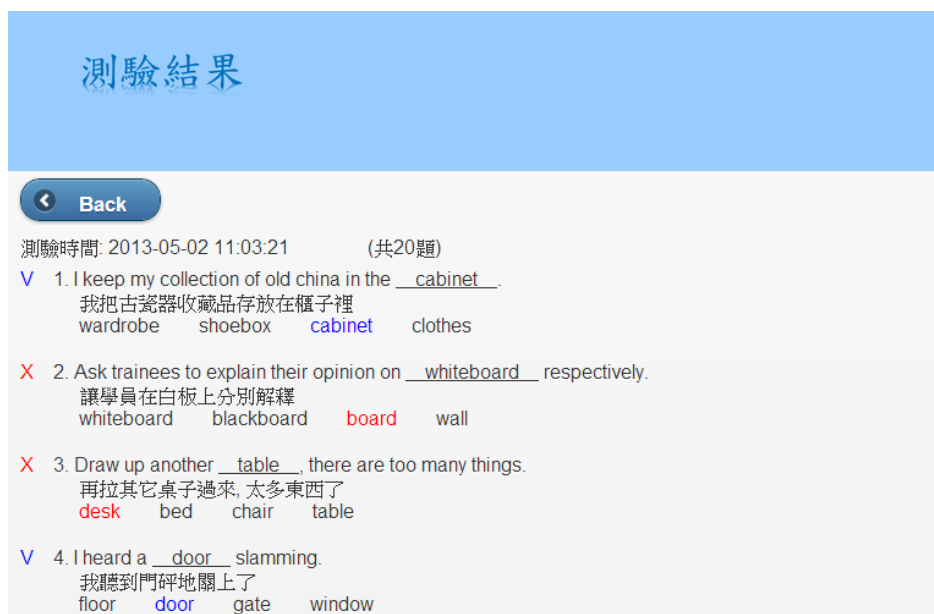 測驗結果
Back
測驗時間: 2013-05-02 11:03:21 (共20題)
V 1. I keep my collection of old china in the __cabinet__.
我把古瓷器收藏品存放在櫃子裡
wardrobe shoebox cabinet clothes
X 2. Ask trainees to explain their opinion on __whiteboard__ respectively.
讓學員在白板上分別解釋
whiteboard blackboard board wall
X 3. Draw up another __table__, there are too many things.
再拉其它桌子過來, 太多東西了
desk bed chair table
V 4. I heard a __door__ slamming.
我聽到門砰地關上了
floor door gate window